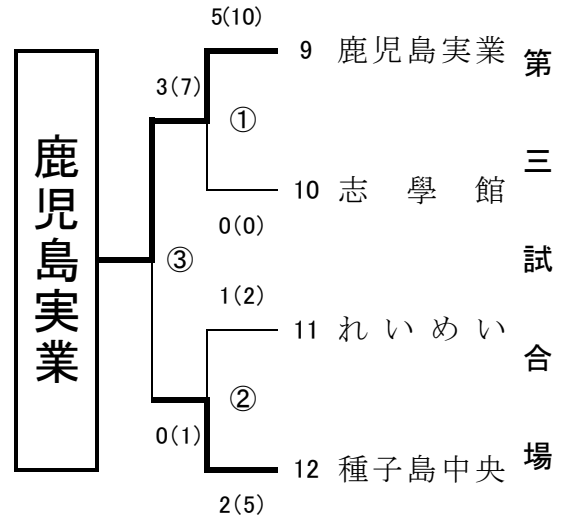 5(10)
9 鹿児島実業
3(7)
①
10 志學館
0(0)
③
1(2)
11 れいめい
②
0(1)
12 種子島中央
2(5)
鹿児島実業
第三試合場